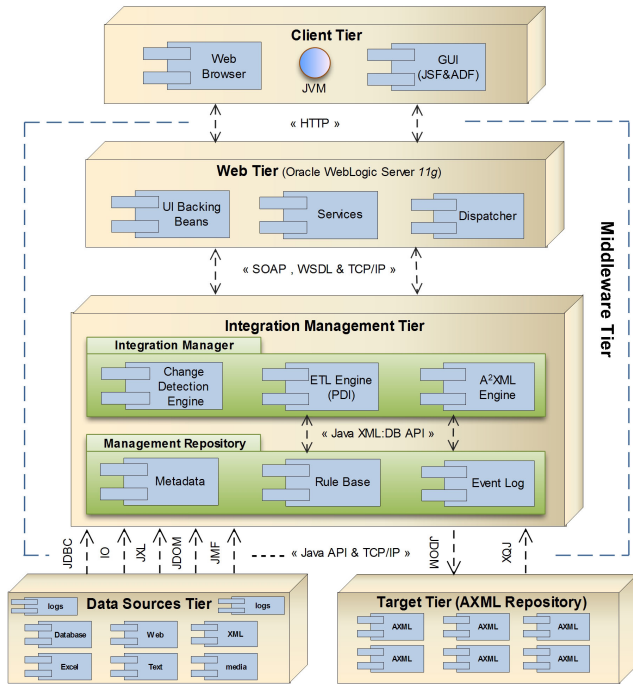 Client Tier
Web
Browser
JVM
GUI
(JSF&ADF)
« HTTP »
Web Tier (Oracle WebLogic Server 11g)
UI Backing
Beans
Services
Dispatcher
« SOAP , WSDL & TCP/IP »
Middleware Tier
Integration Management Tier
Integration Manager
Change
Detection
Engine
ETL Engine
(PDI)
A²XML
Engine
« Java XML:DB API »
Management Repository
Metadata
Rule Base
Event Log
JDBC
IO
JXL
JDOM
JMF
« Java API & TCP/IP »
JDOM
XQJ
Data Sources Tier
logs
logs
Database
Web
XML
Excel
Text
media
Target Tier (AXML Repository)
AXML
AXML
AXML
AXML
AXML
AXML